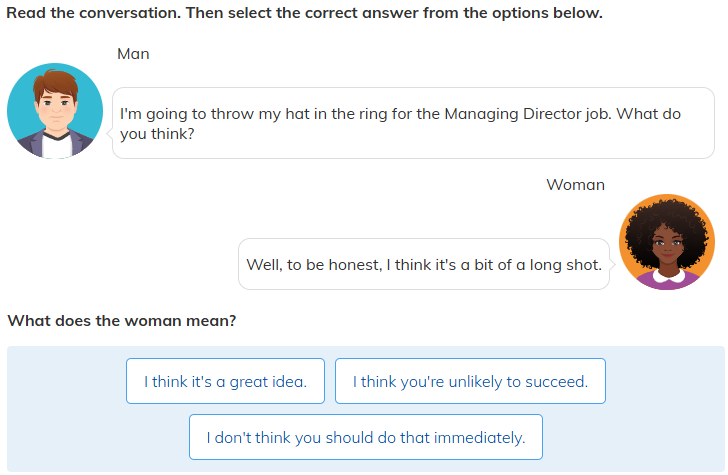 Read the conversation. Then select the correct answer from the options below.
Man
I'm going to throw my hat in the ring for the Managing Director job. What do
you think?
Woman
Well, to be honest, I think it's a bit of a long shot.
What does the woman mean?
I think it's a great idea.
I think you're unlikely to succeed.
I don't think you should do that immediately.